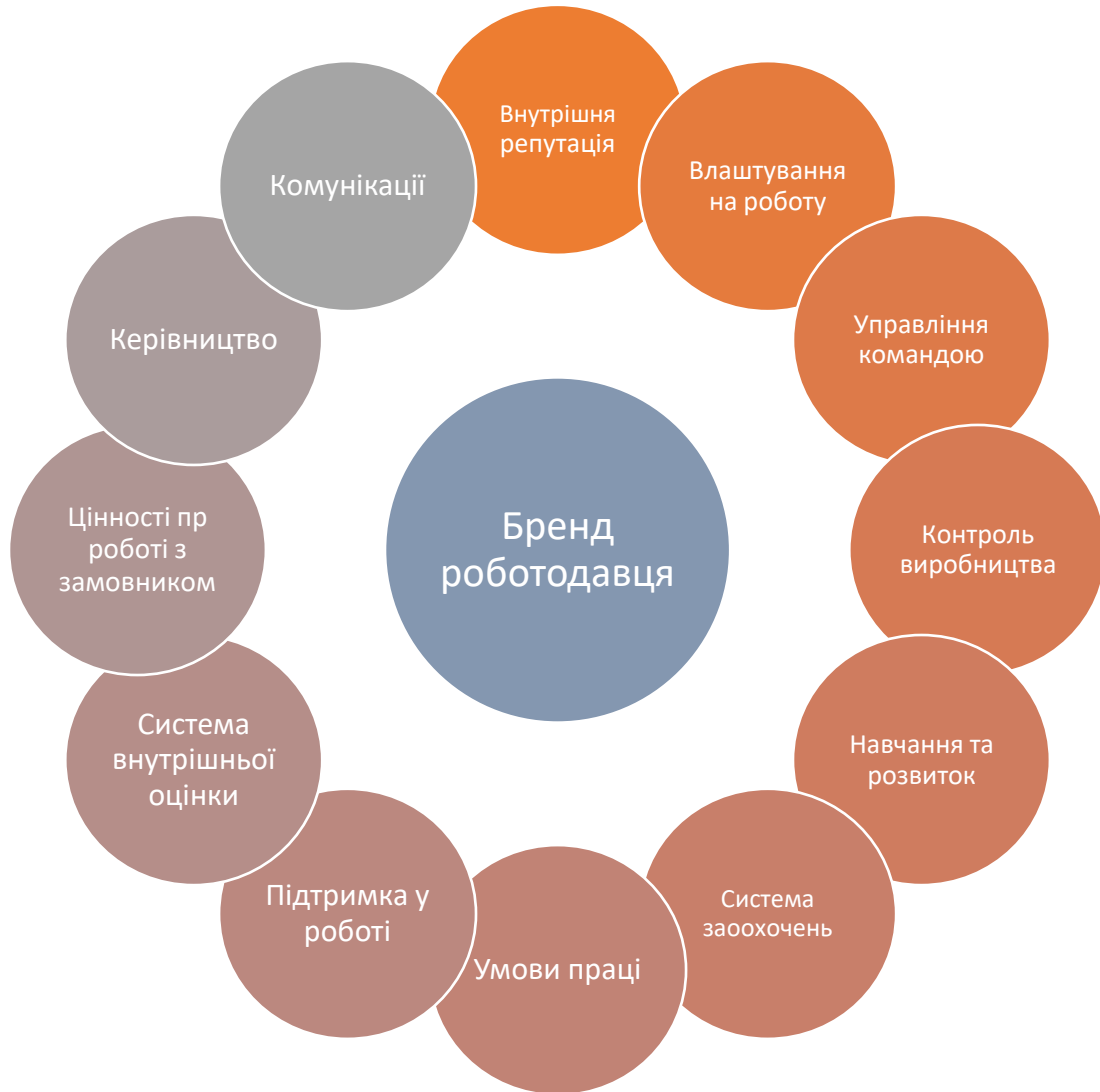 Внутрішня
репутація
Влаштування
на роботу
Управління
командою
Контроль
виробництва
Навчання та
розвиток
Система
заоохочень
Умови праці
Підтримка у
роботі
Система
внутрішньої
оцінки
Цінності пр
роботі з
замовником
Керівництво
Комунікації
Бренд
роботодавця